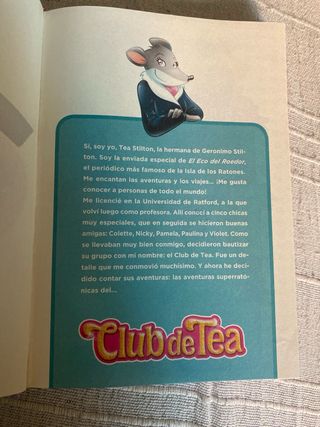 Sí, soy yo, Tea Stilton, la hermana de Geronimo Stil-
ton. Soy la enviada especial de El Eco del Roedor,
el periódico más famoso de la Isla de los Ratones.
Me encantan las aventuras y los viajes... ¡Me gusta
conocer a personas de todo el mundo!
Me licencié en la Universidad de Ratford, a la que
volví luego como profesora. Allí conocí a cinco chicas
muy especiales, que en seguida se hicieron buenas
amigas: Colette, Nicky, Pamela, Paulina y Violet. Como
se llevaban muy bien conmigo, decidieron bautizar
su grupo con mi nombre: el Club de Tea. Fue un de-
talle que me conmovió muchísimo. Y ahora he deci-
dido contar sus aventuras: las aventuras superrató-
nicas del...
Club de Tea